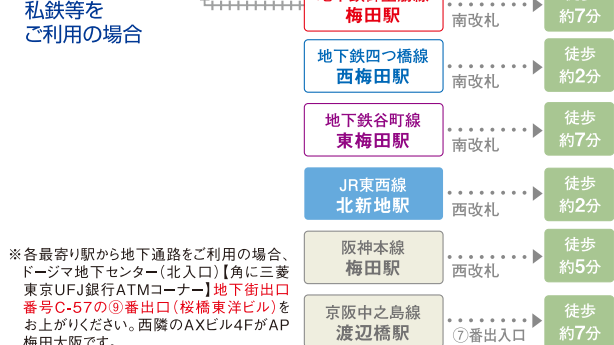 私鉄等を
ご利用の場合
梅田駅
南改札
約7分
地下鉄四つ橋線
西梅田駅
南改札
徒歩
約2分
地下鉄谷町線
東梅田駅
南改札
徒歩
約7分
JR東西線
北新地駅
西改札
徒歩
約2分
阪神本線
梅田駅
西改札
徒歩
約5分
京阪中之島線
渡辺橋駅
⑦番出入口
徒歩
約7分
※各最寄り駅から地下通路をご利用の場合、
ドージマ地下センター(北入口)【角に三菱
東京UFJ銀行ATMコーナー】地下街出口
番号C-57の⑨番出口(桜橋東洋ビル)を
お上がりください。西隣のAXビル4FがAP
梅田大阪です。